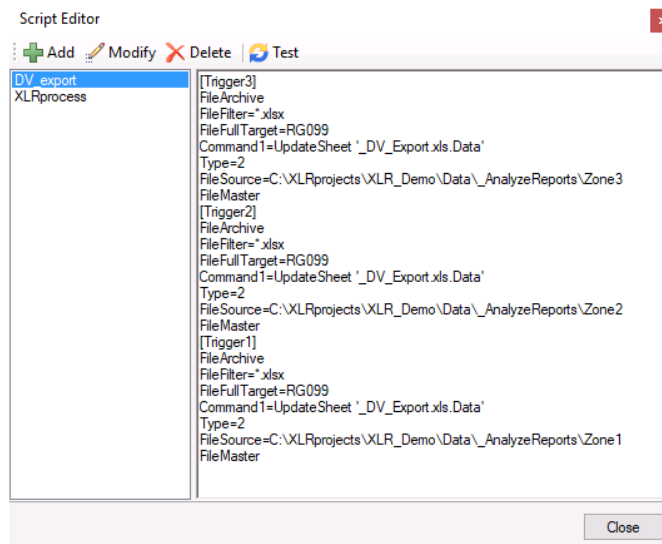 Script Editor
Add Modify Delete Test
DV_export
XLRprocess
[Trigger3]
FileArchive
FileFilter=*.xlsx
FileFullTarget=RG099
Command1=UpdateSheet '_DV_Export.xls.Data'
Type=2
FileSource=C:\XLRprojects\XLR_Demo\Data\_AnalyzeReports\Zone3
FileMaster
[Trigger2]
FileArchive
FileFilter=*.xlsx
FileFullTarget=RG099
Command1=UpdateSheet '_DV_Export.xls.Data'
Type=2
FileSource=C:\XLRprojects\XLR_Demo\Data\_AnalyzeReports\Zone2
FileMaster
[Trigger1]
FileArchive
FileFilter=*.xlsx
FileFullTarget=RG099
Command1=UpdateSheet '_DV_Export.xls.Data'
Type=2
FileSource=C:\XLRprojects\XLR_Demo\Data\_AnalyzeReports\Zone1
FileMaster
Close